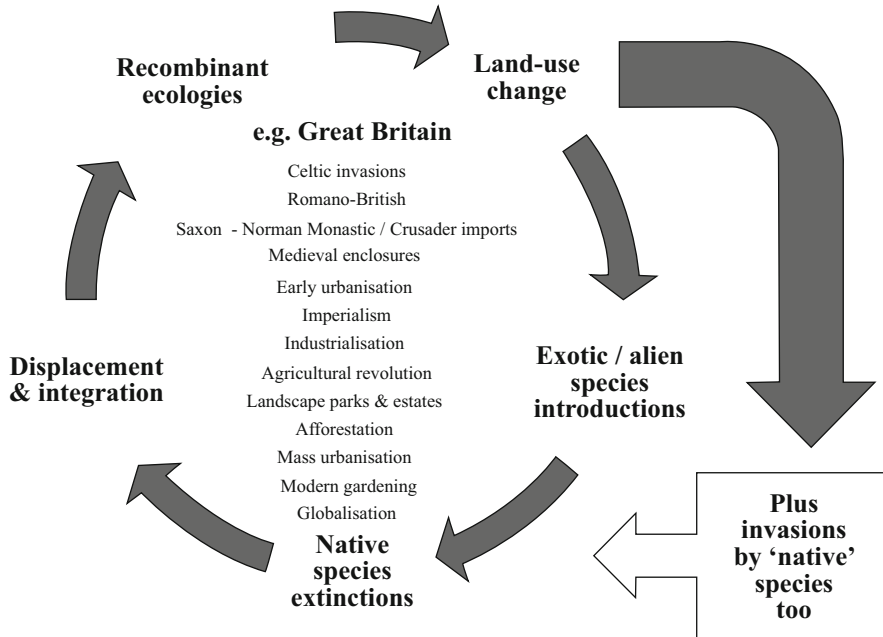 Recombinant
ecologies
Land-use
change
e.g. Great Britain
Celtic invasions
Romano-British
Saxon - Norman Monastic / Crusader imports
Medieval enclosures
Early urbanisation
Imperialism
Industrialisation
Agricultural revolution
Landscape parks & estates
Afforestation
Mass urbanisation
Modern gardening
Globalisation
Exotic / alien
species
introductions
Plus
invasions
by ‘native’
species
too
Native
species
extinctions
Displacement
& integration